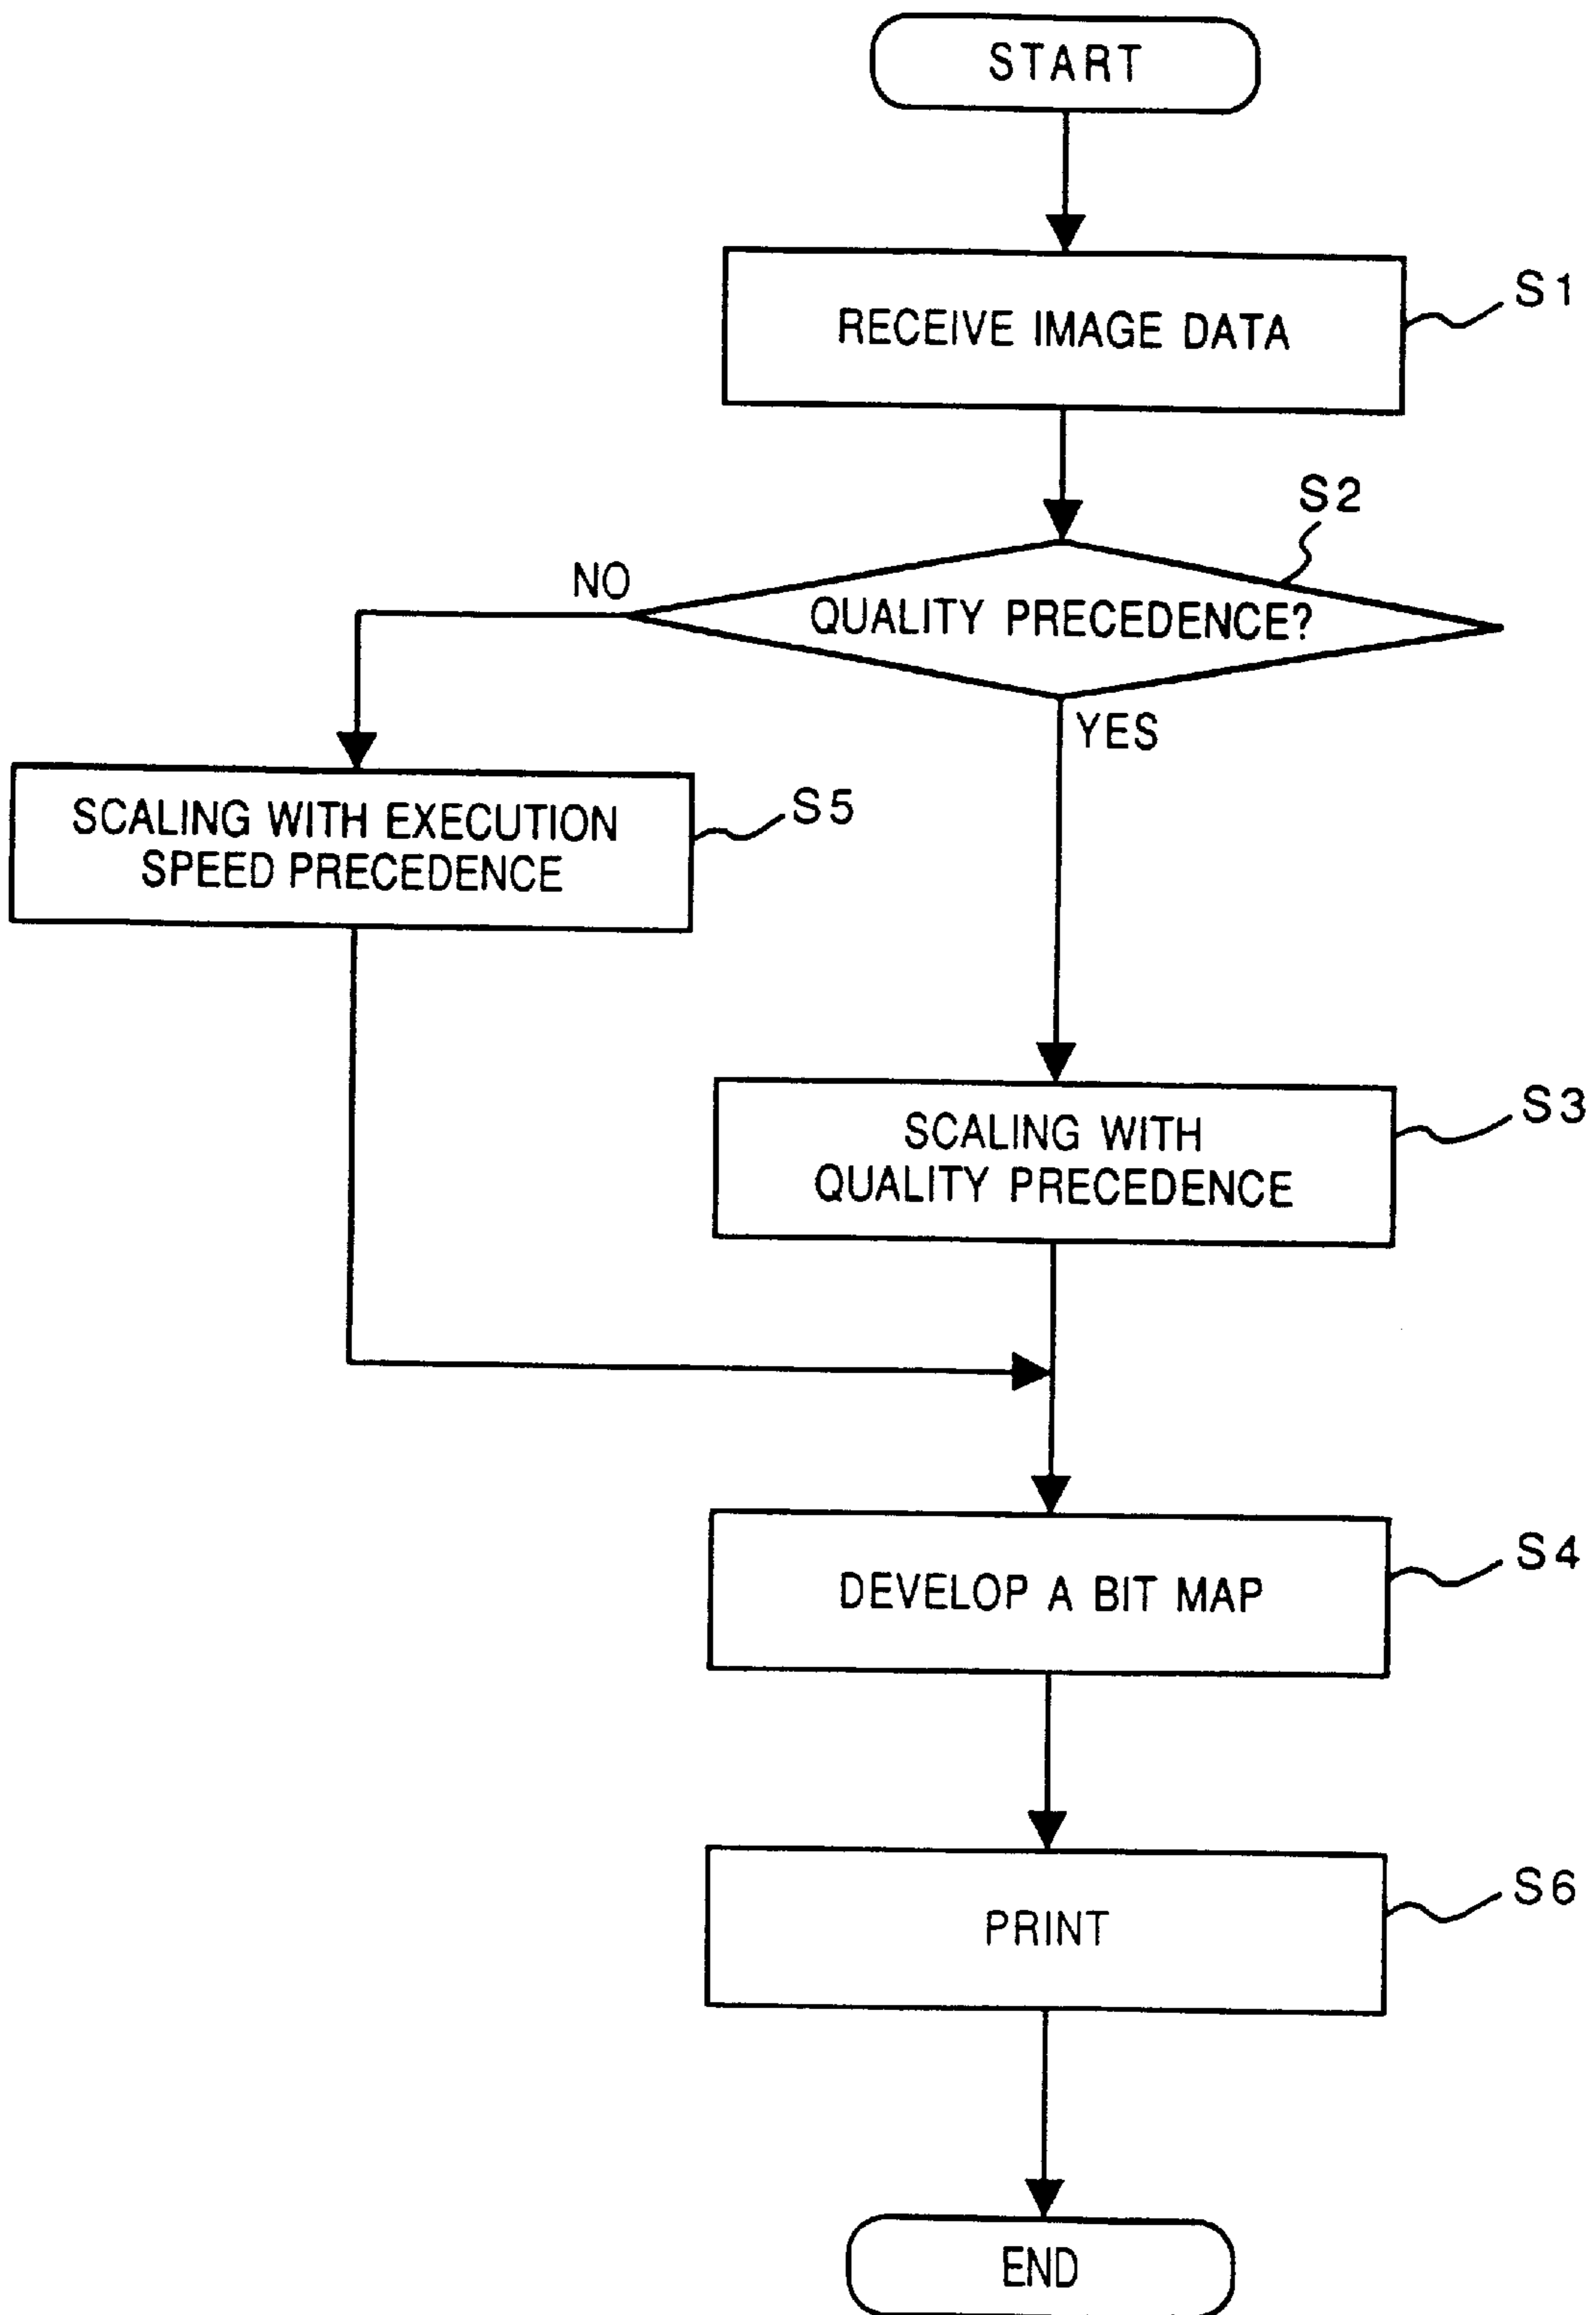 START
RECEIVE IMAGE DATA
S1
S2
QUALITY PRECEDENCE?
NO
YES
SCALING WITH EXECUTION
SPEED PRECEDENCE
S5
SCALING WITH
QUALITY PRECEDENCE
S3
DEVELOP A BIT MAP
S4
PRINT
S6
END